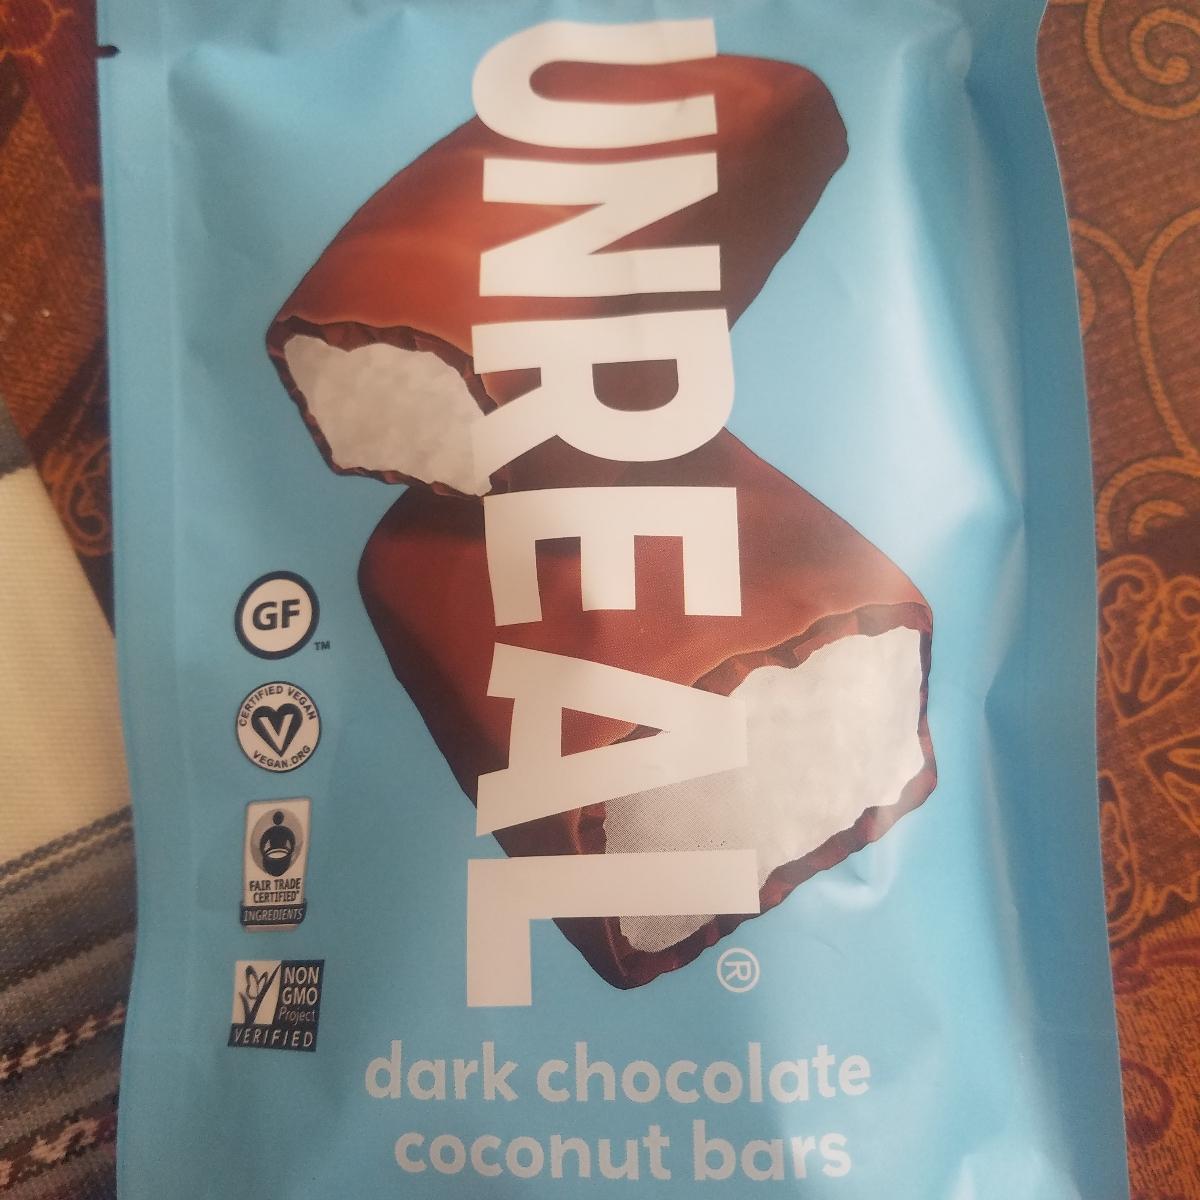 UNREAL®
GF
TM
CERTIFIED VEGAN
V
VEGAN.ORG
FAIR TRADE
CERTIFIED
INGREDIENTS
NON
GMO
Project
VERIFIED
dark chocolate
coconut bars